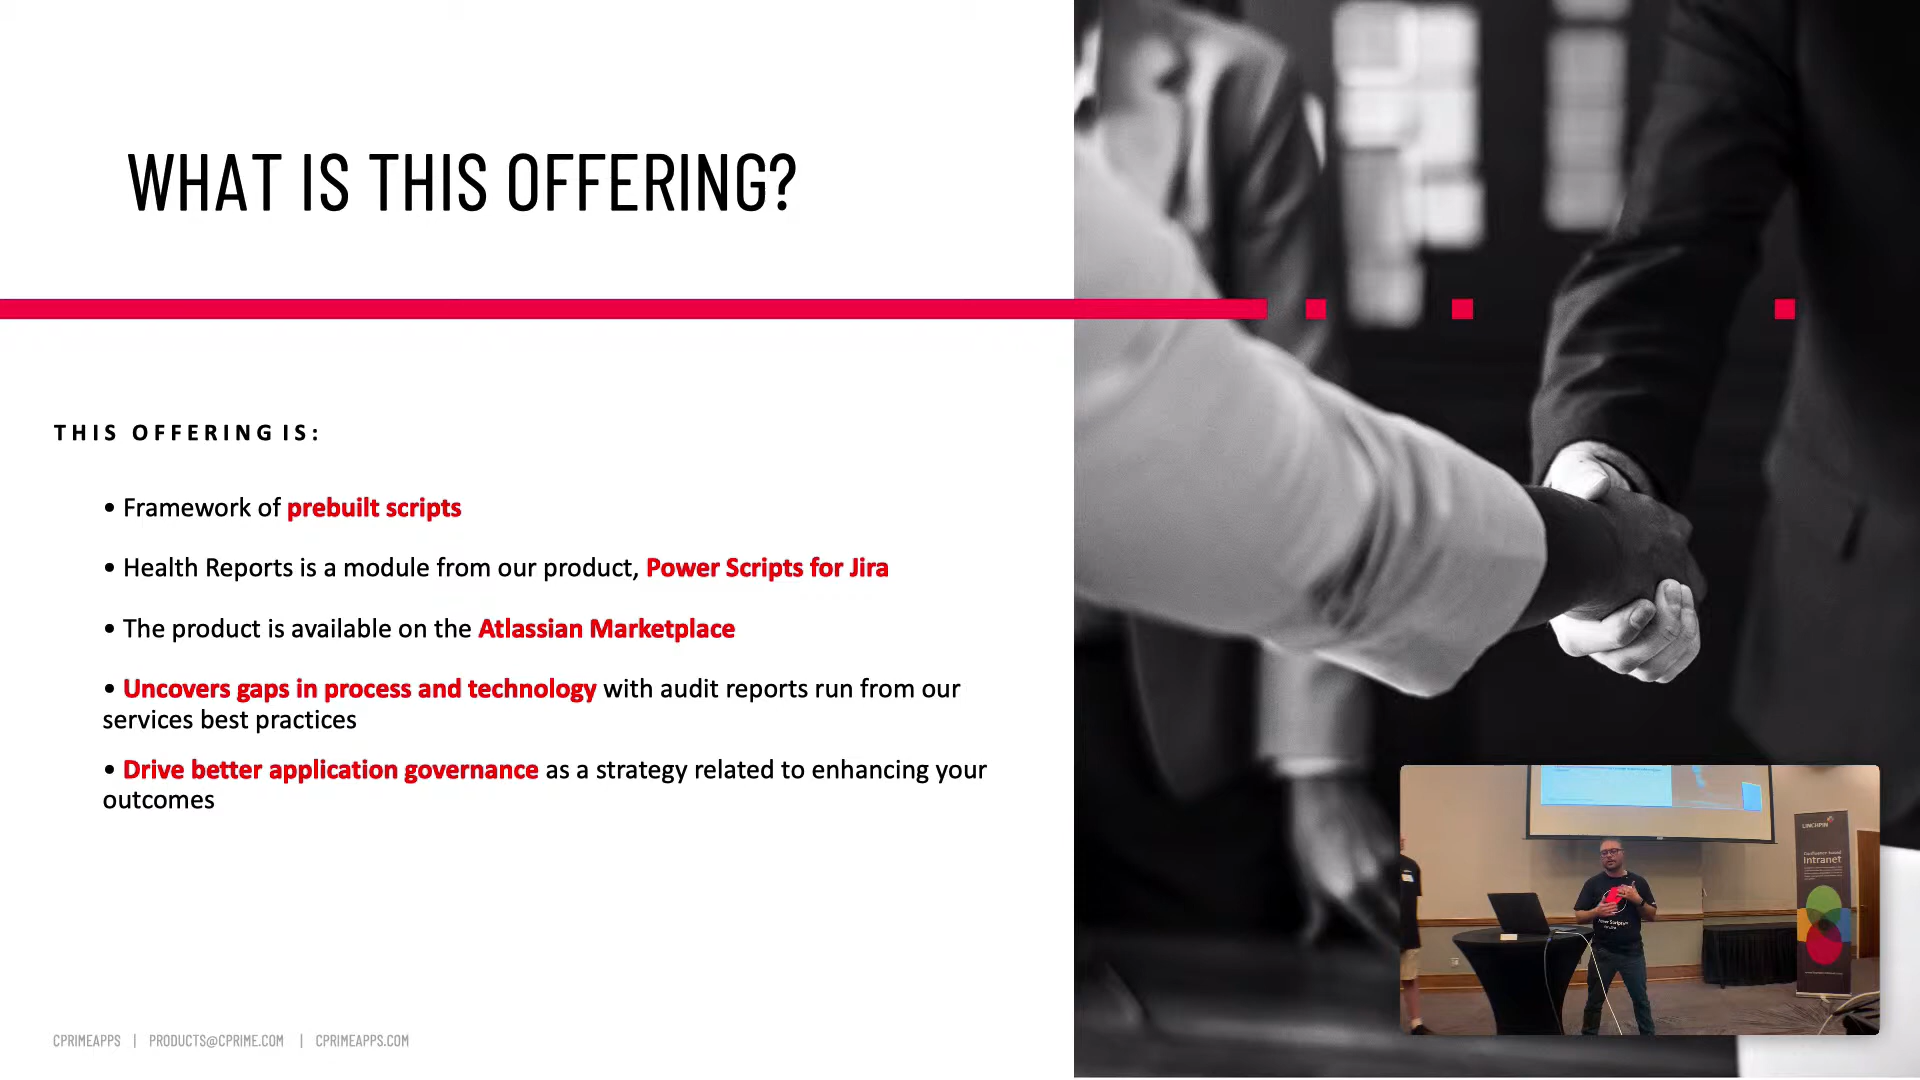 WHAT IS THIS OFFERING?
THIS OFFERING IS:
• Framework of prebuilt scripts
• Health Reports is a module from our product, Power Scripts for Jira
• The product is available on the Atlassian Marketplace
• Uncovers gaps in process and technology with audit reports run from our
services best practices
• Drive better application governance as a strategy related to enhancing your
outcomes
LINCHPIN
Intranet
CPRIMEAPPS | PRODUCTS@CPRIME.COM | CPRIMEAPPS.COM